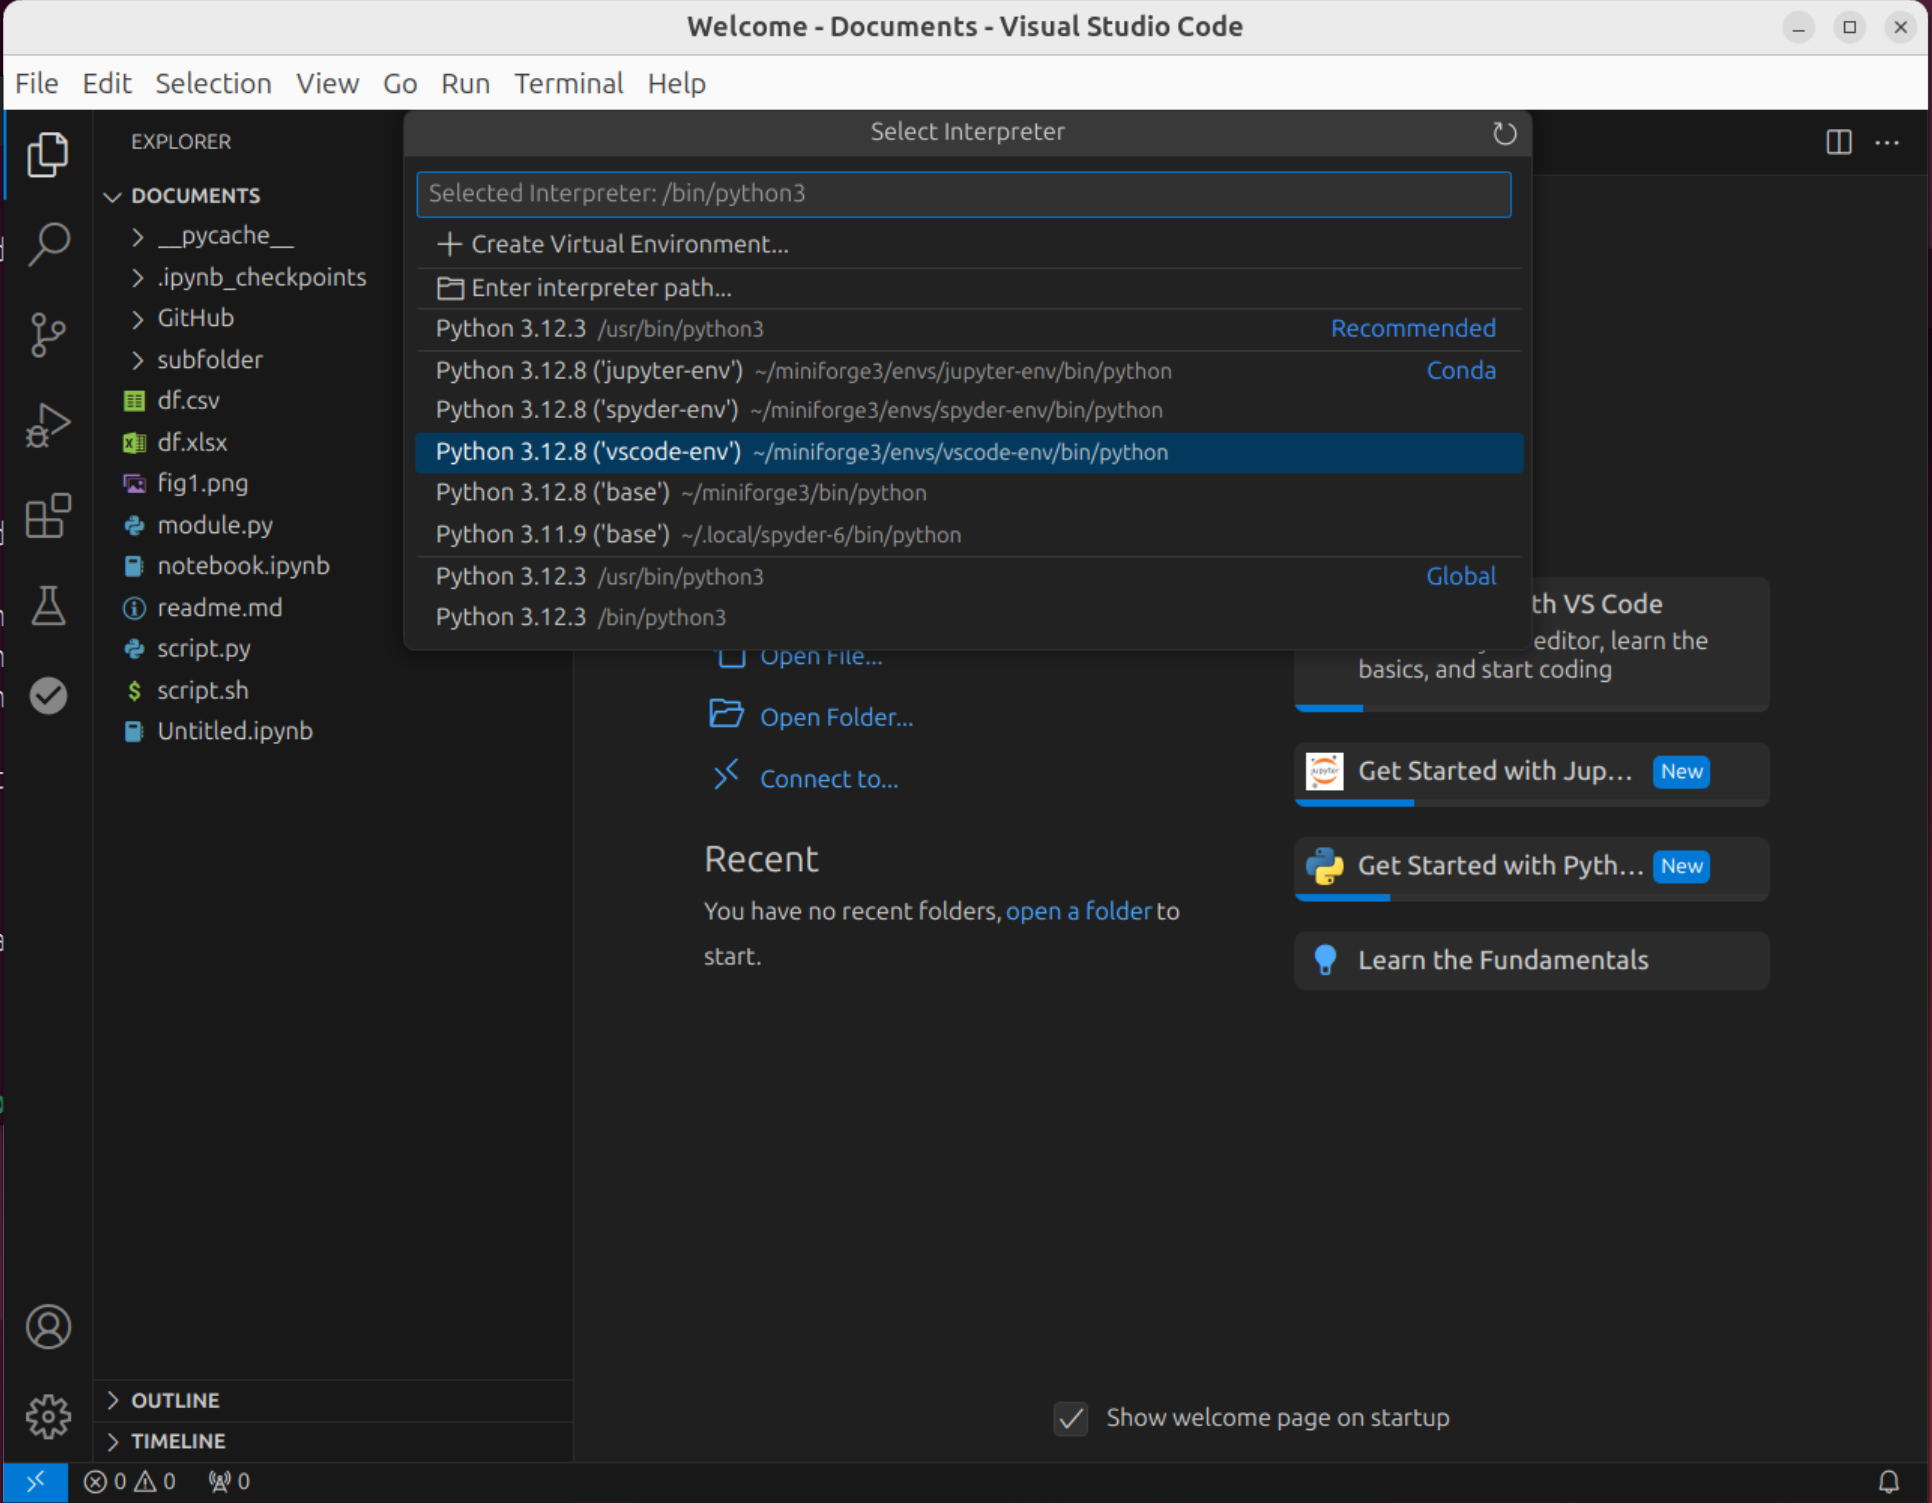 Welcome - Documents - Visual Studio Code
File Edit Selection View Go Run Terminal Help
EXPLORER
DOCUMENTS
__pycache__
.ipynb_checkpoints
GitHub
subfolder
df.csv
df.xlsx
fig1.png
module.py
notebook.ipynb
readme.md
script.py
script.sh
Untitled.ipynb
OUTLINE
TIMELINE
Select Interpreter
Selected Interpreter: /bin/python3
Create Virtual Environment...
Enter interpreter path...
Python 3.12.3 /usr/bin/python3 Recommended
Python 3.12.8 ('jupyter-env') ~/miniforge3/envs/jupyter-env/bin/python Conda
Python 3.12.8 ('spyder-env') ~/miniforge3/envs/spyder-env/bin/python
Python 3.12.8 ('vscode-env') ~/miniforge3/envs/vscode-env/bin/python
Python 3.12.8 ('base') ~/miniforge3/bin/python
Python 3.11.9 ('base') ~/.local/spyder-6/bin/python
Python 3.12.3 /usr/bin/python3 Global
Python 3.12.3 /bin/python3
Open File...
Open Folder...
Connect to...
Recent
You have no recent folders, open a folder to
start.
th VS Code
editor, learn the
basics, and start coding
jupyter
Get Started with Jup... New
Get Started with Pyth... New
Learn the Fundamentals
Show welcome page on startup
0 0 0